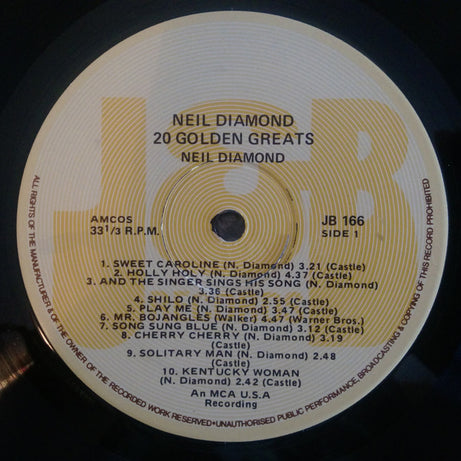 NEIL DIAMOND
20 GOLDEN GREATS
NEIL DIAMOND
AMCOS
33 1/3 R.P.M.
JB 166
SIDE 1
1. SWEET CAROLINE (N. Diamond) 3.21 (Castle)
2. HOLLY HOLY (N. Diamond) 4.37 (Castle)
3. AND THE SINGER SINGS HIS SONG (N. Diamond)
3.36 (Castle)
4. SHILO (N. Diamond) 2.55 (Castle)
5. PLAY ME (N. Diamond) 3.47 (Castle)
6. MR. BOJANGLES (Walker) 4.47 (Warner Bros.)
7. SONG SUNG BLUE (N. Diamond) 3.12 (Castle)
8. CHERRY CHERRY (N. Diamond) 3.19
(Castle)
9. SOLITARY MAN (N. Diamond) 2.48
(Castle)
10. KENTUCKY WOMAN
(N. Diamond) 2.42 (Castle)
An MCA U.S.A
Recording
ALL RIGHTS OF THE MANUFACTURER & OF THE OWNER OF THE RECORDED WORK RESERVED•UNAUTHORISED PUBLIC PERFORMANCE, BROADCASTING & COPYING OF THIS RECORD PROHIBITED
J&B